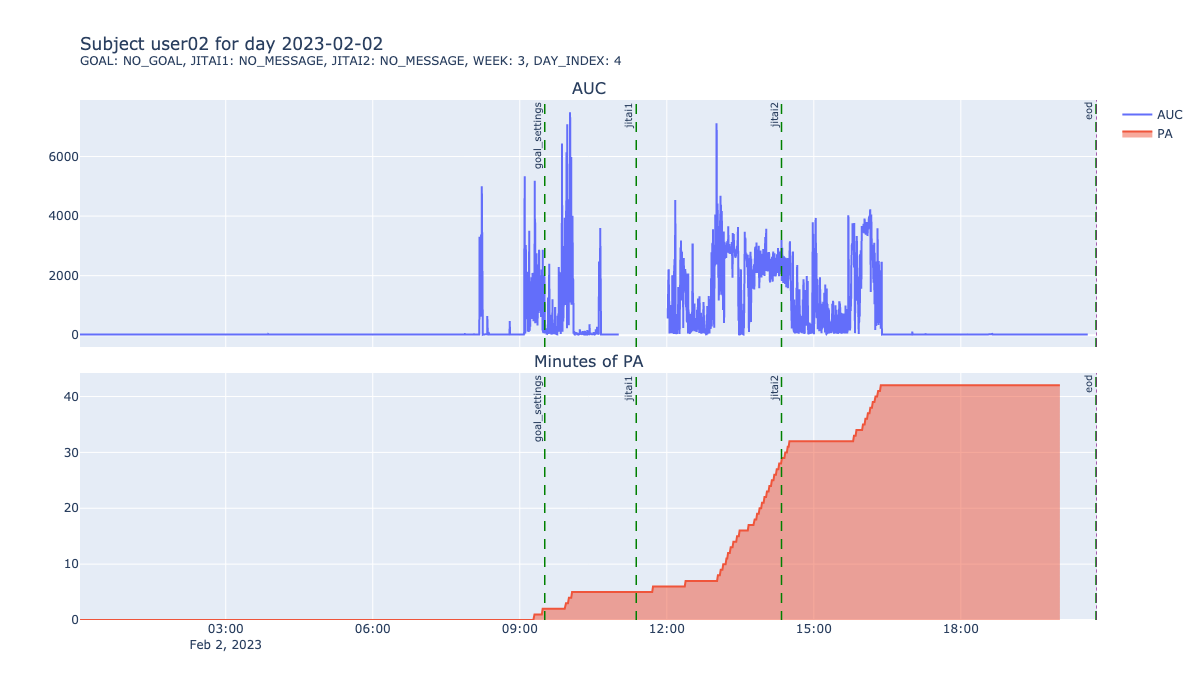 Subject user02 for day 2023-02-02
GOAL: NO_GOAL, JITAI1: NO_MESSAGE, JITAI2: NO_MESSAGE, WEEK: 3, DAY_INDEX: 4
AUC
goal_settings
jitai1
jitai2
eod
AUC
PA
6000
4000
2000
0
Minutes of PA
goal_settings
jitai1
jitai2
eod
40
30
20
10
0
03:00
06:00
09:00
12:00
15:00
18:00
Feb 2, 2023